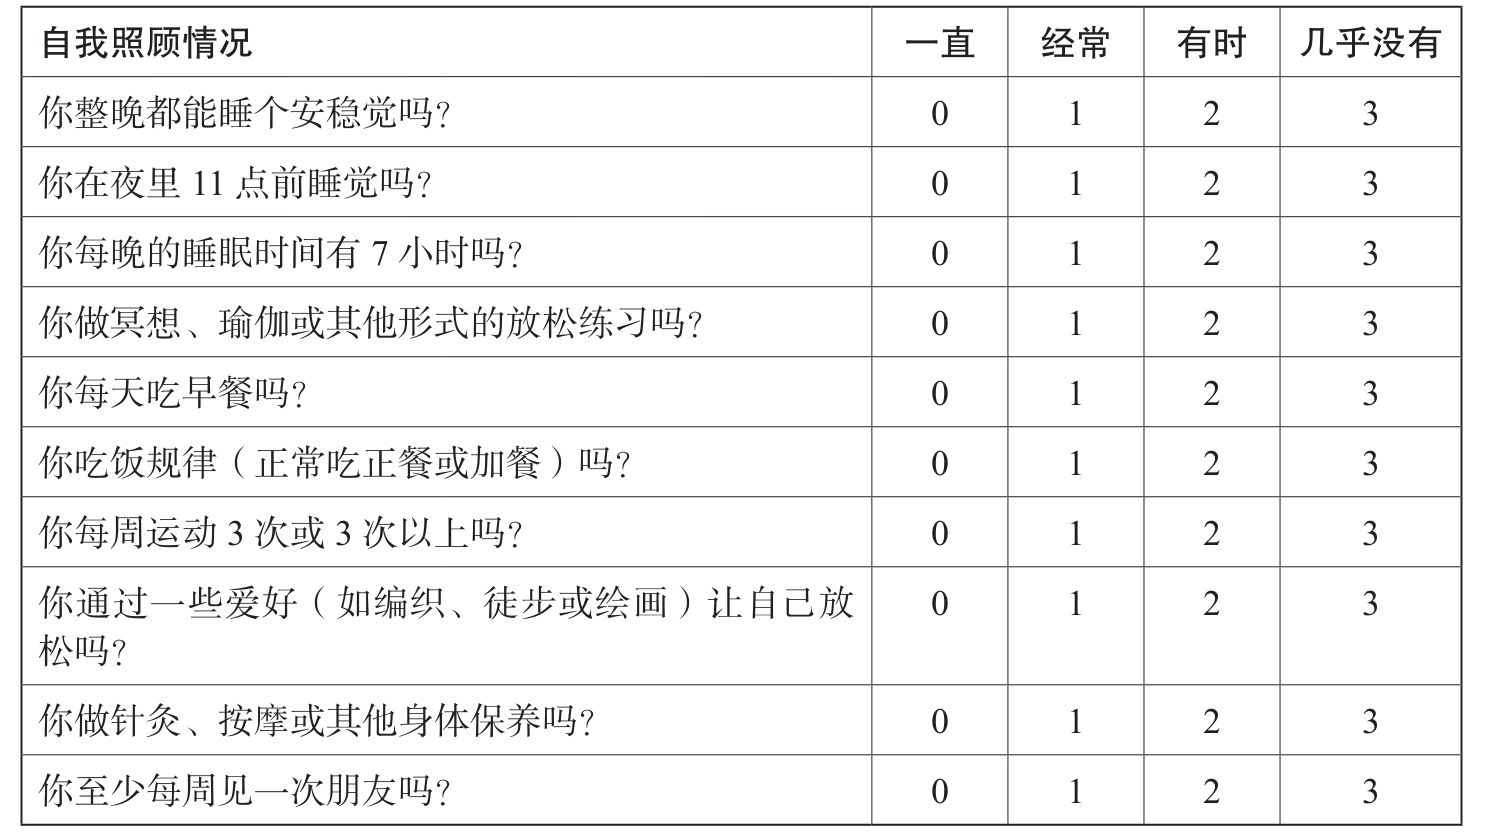 自我照顾情况 一直 经常 有时 几乎没有
你整晚都能睡个安稳觉吗？ 0 1 2 3
你在夜里 11 点前睡觉吗？ 0 1 2 3
你每晚的睡眠时间有 7 小时吗？ 0 1 2 3
你做冥想、瑜伽或其他形式的放松练习吗？ 0 1 2 3
你每天吃早餐吗？ 0 1 2 3
你吃饭规律（正常吃正餐或加餐）吗？ 0 1 2 3
你每周运动 3 次或 3 次以上吗？ 0 1 2 3
你通过一些爱好（如编织、徒步或绘画）让自己放 0 1 2 3
松吗？
你做针灸、按摩或其他身体保养吗？ 0 1 2 3
你至少每周见一次朋友吗？ 0 1 2 3